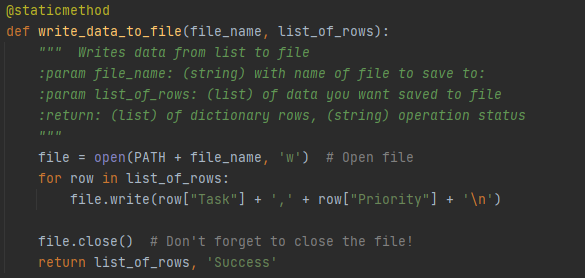 @staticmethod
def write_data_to_file(file_name, list_of_rows):
    """  Writes data from list to file
    :param file_name: (string) with name of file to save to:
    :param list_of_rows: (list) of data you want saved to file
    :return: (list) of dictionary rows, (string) operation status
    """
    file = open(PATH + file_name, 'w')  # Open file
    for row in list_of_rows:
        file.write(row["Task"] + ',' + row["Priority"] + '\n')

    file.close()  # Don't forget to close the file!
    return list_of_rows, 'Success'